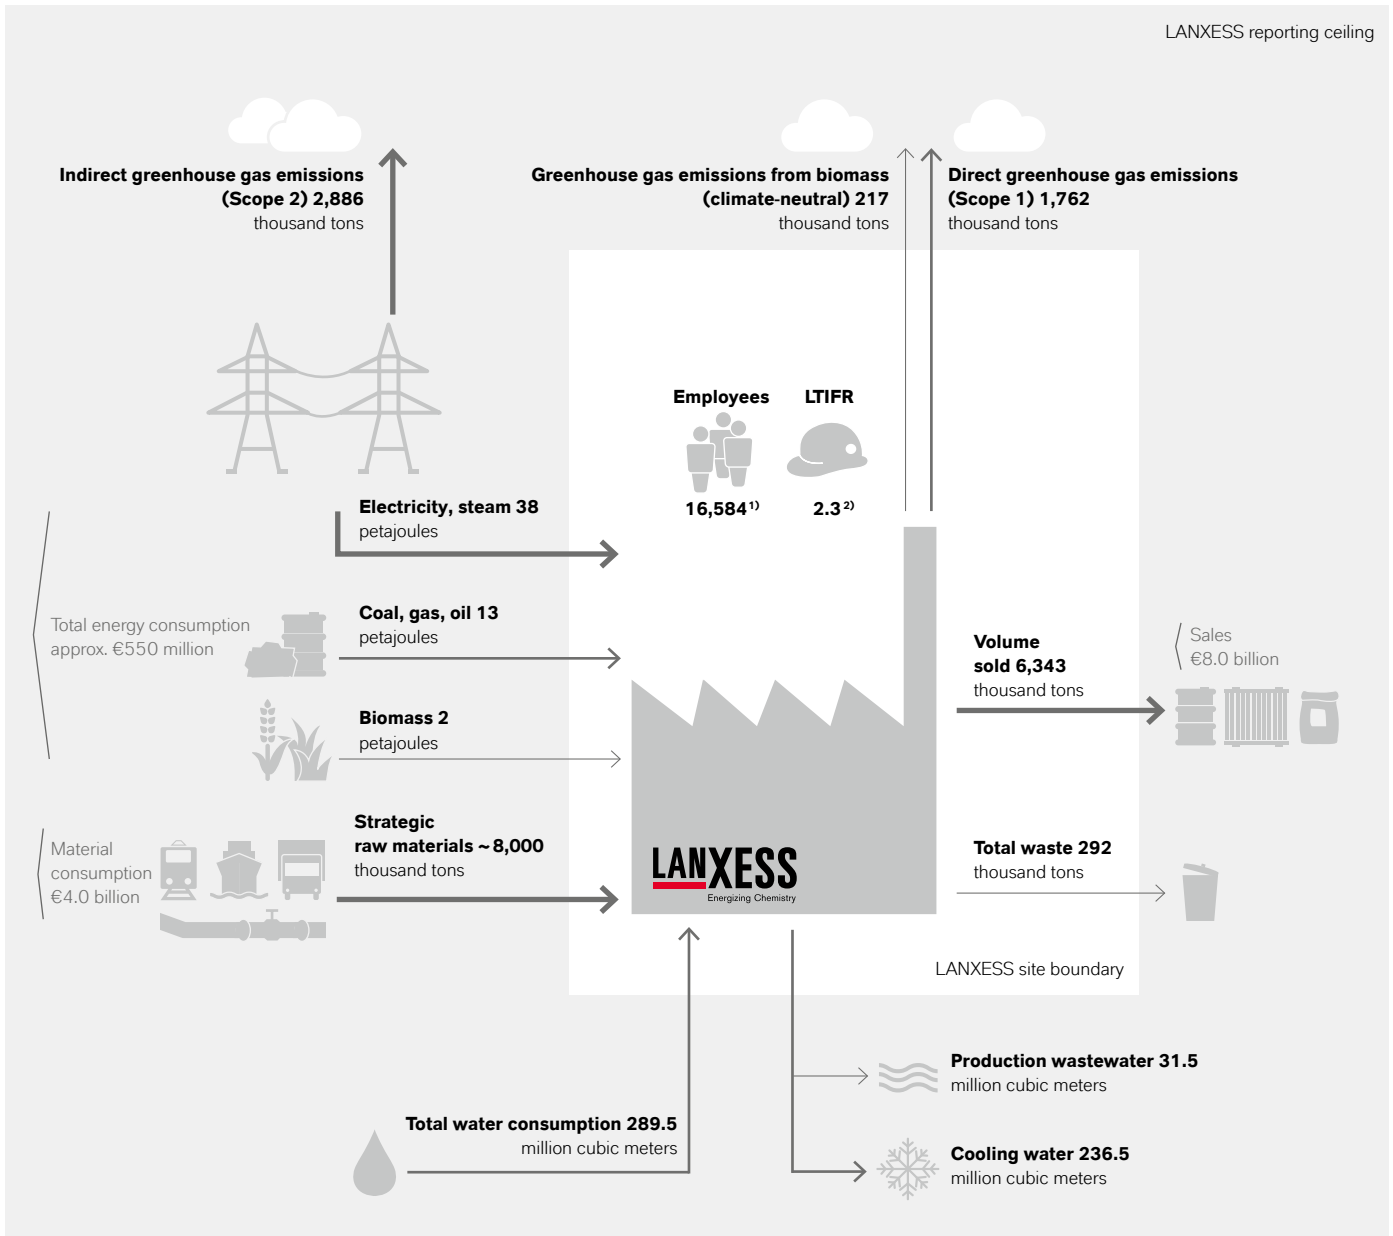 LANXESS reporting ceiling
Indirect greenhouse gas emissions
(Scope 2) 2,886
thousand tons
Greenhouse gas emissions from biomass
(climate-neutral) 217
thousand tons
Direct greenhouse gas emissions
(Scope 1) 1,762
thousand tons
Employees
16,584 1)
LTIFR
2.3 2)
Electricity, steam 38
petajoules
Total energy consumption
approx. €550 million
Coal, gas, oil 13
petajoules
Biomass 2
petajoules
Material
consumption
€4.0 billion
Strategic
raw materials ~8,000
thousand tons
Volume
sold 6,343
thousand tons
Sales
€8.0 billion
Total waste 292
thousand tons
LANXESS
Energizing Chemistry
LANXESS site boundary
Total water consumption 289.5
million cubic meters
Production wastewater 31.5
million cubic meters
Cooling water 236.5
million cubic meters